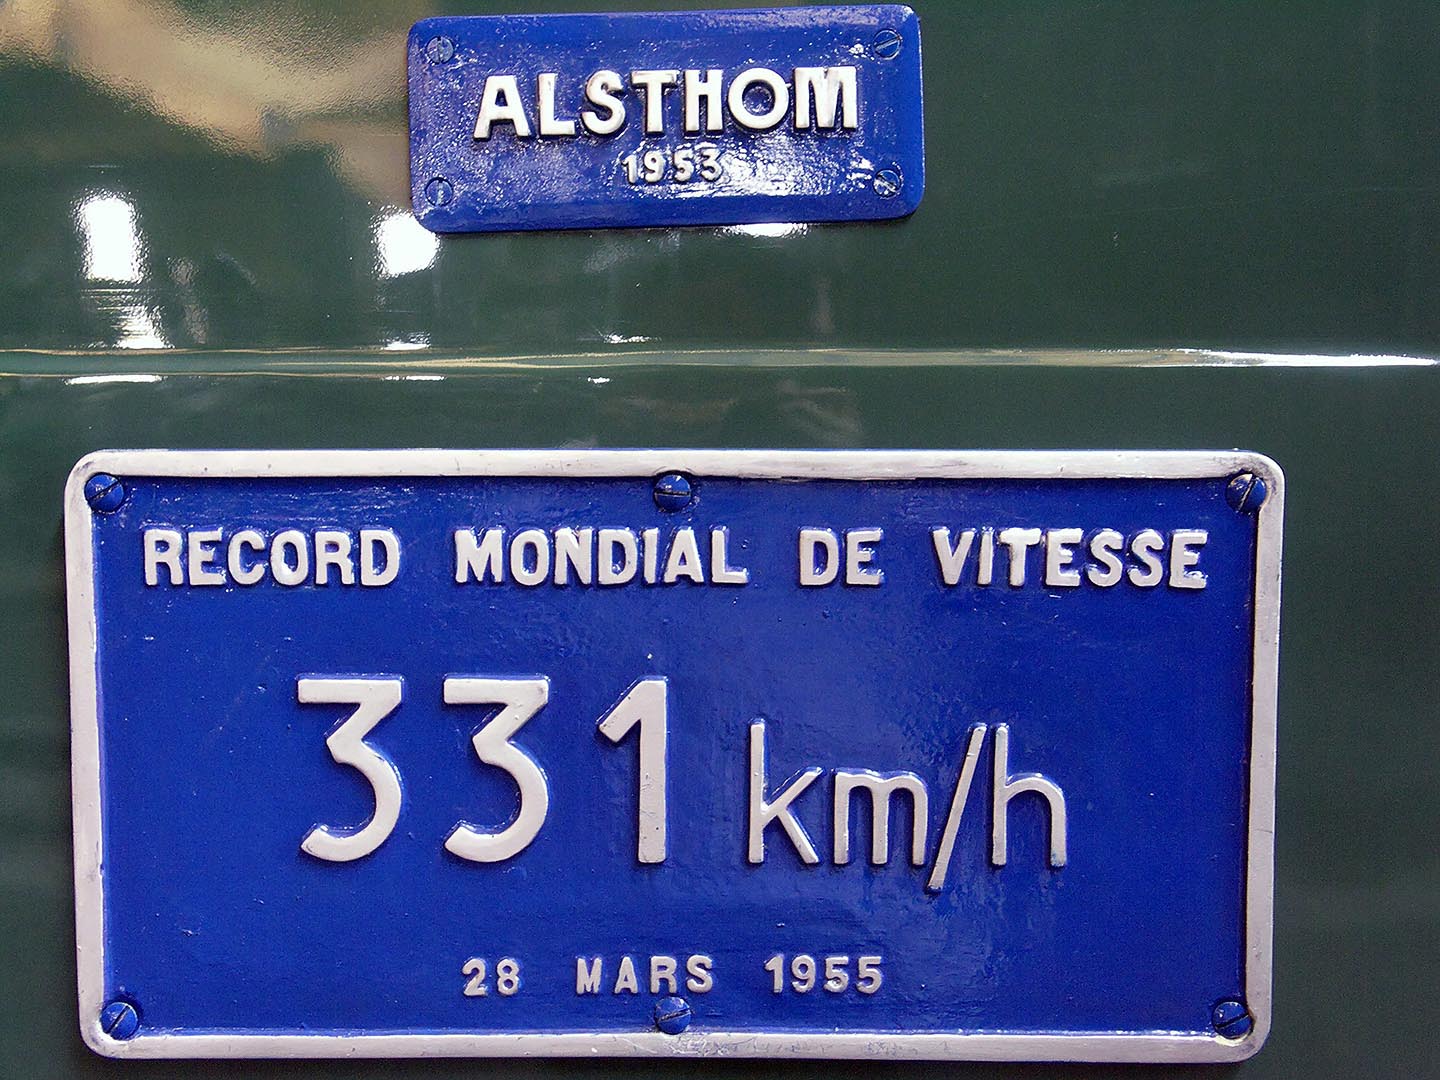 ALSTHOM
1953
RECORD MONDIAL DE VITESSE
331 km/h
28 MARS 1955